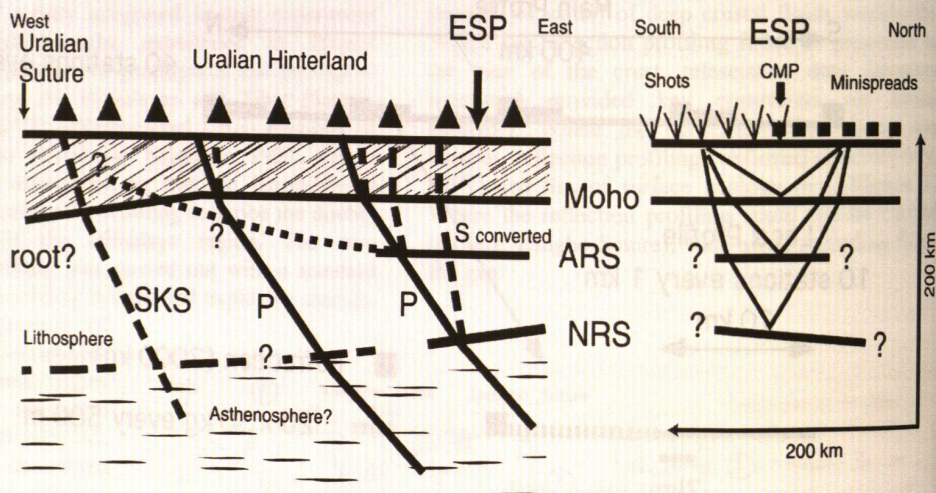 West
Uralian
Suture
Uralian Hinterland
ESP
East
?
?
root?
SKS
P
P
S converted
Lithosphere
?
Asthenosphere?
Moho
ARS
NRS
South
ESP
North
Shots
CMP
Minispreads
?
?
?
?
200 km
200 km